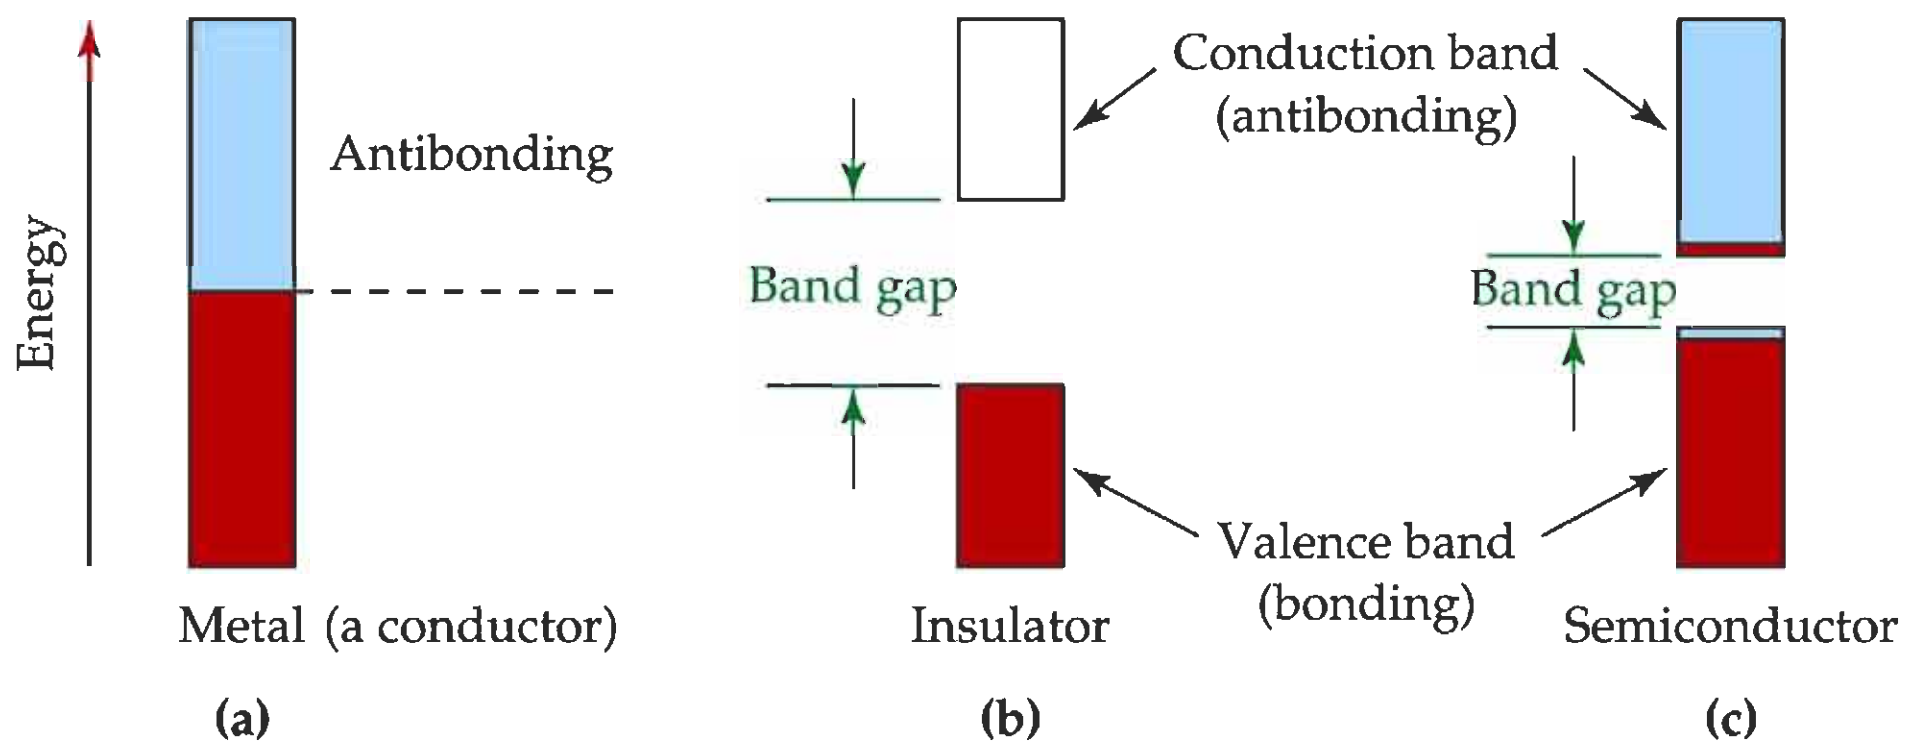 Energy
Antibonding
Metal (a conductor)
(a)
Band gap
Insulator
(b)
Conduction band
(antibonding)
Valence band
(bonding)
Band gap
Semiconductor
(c)